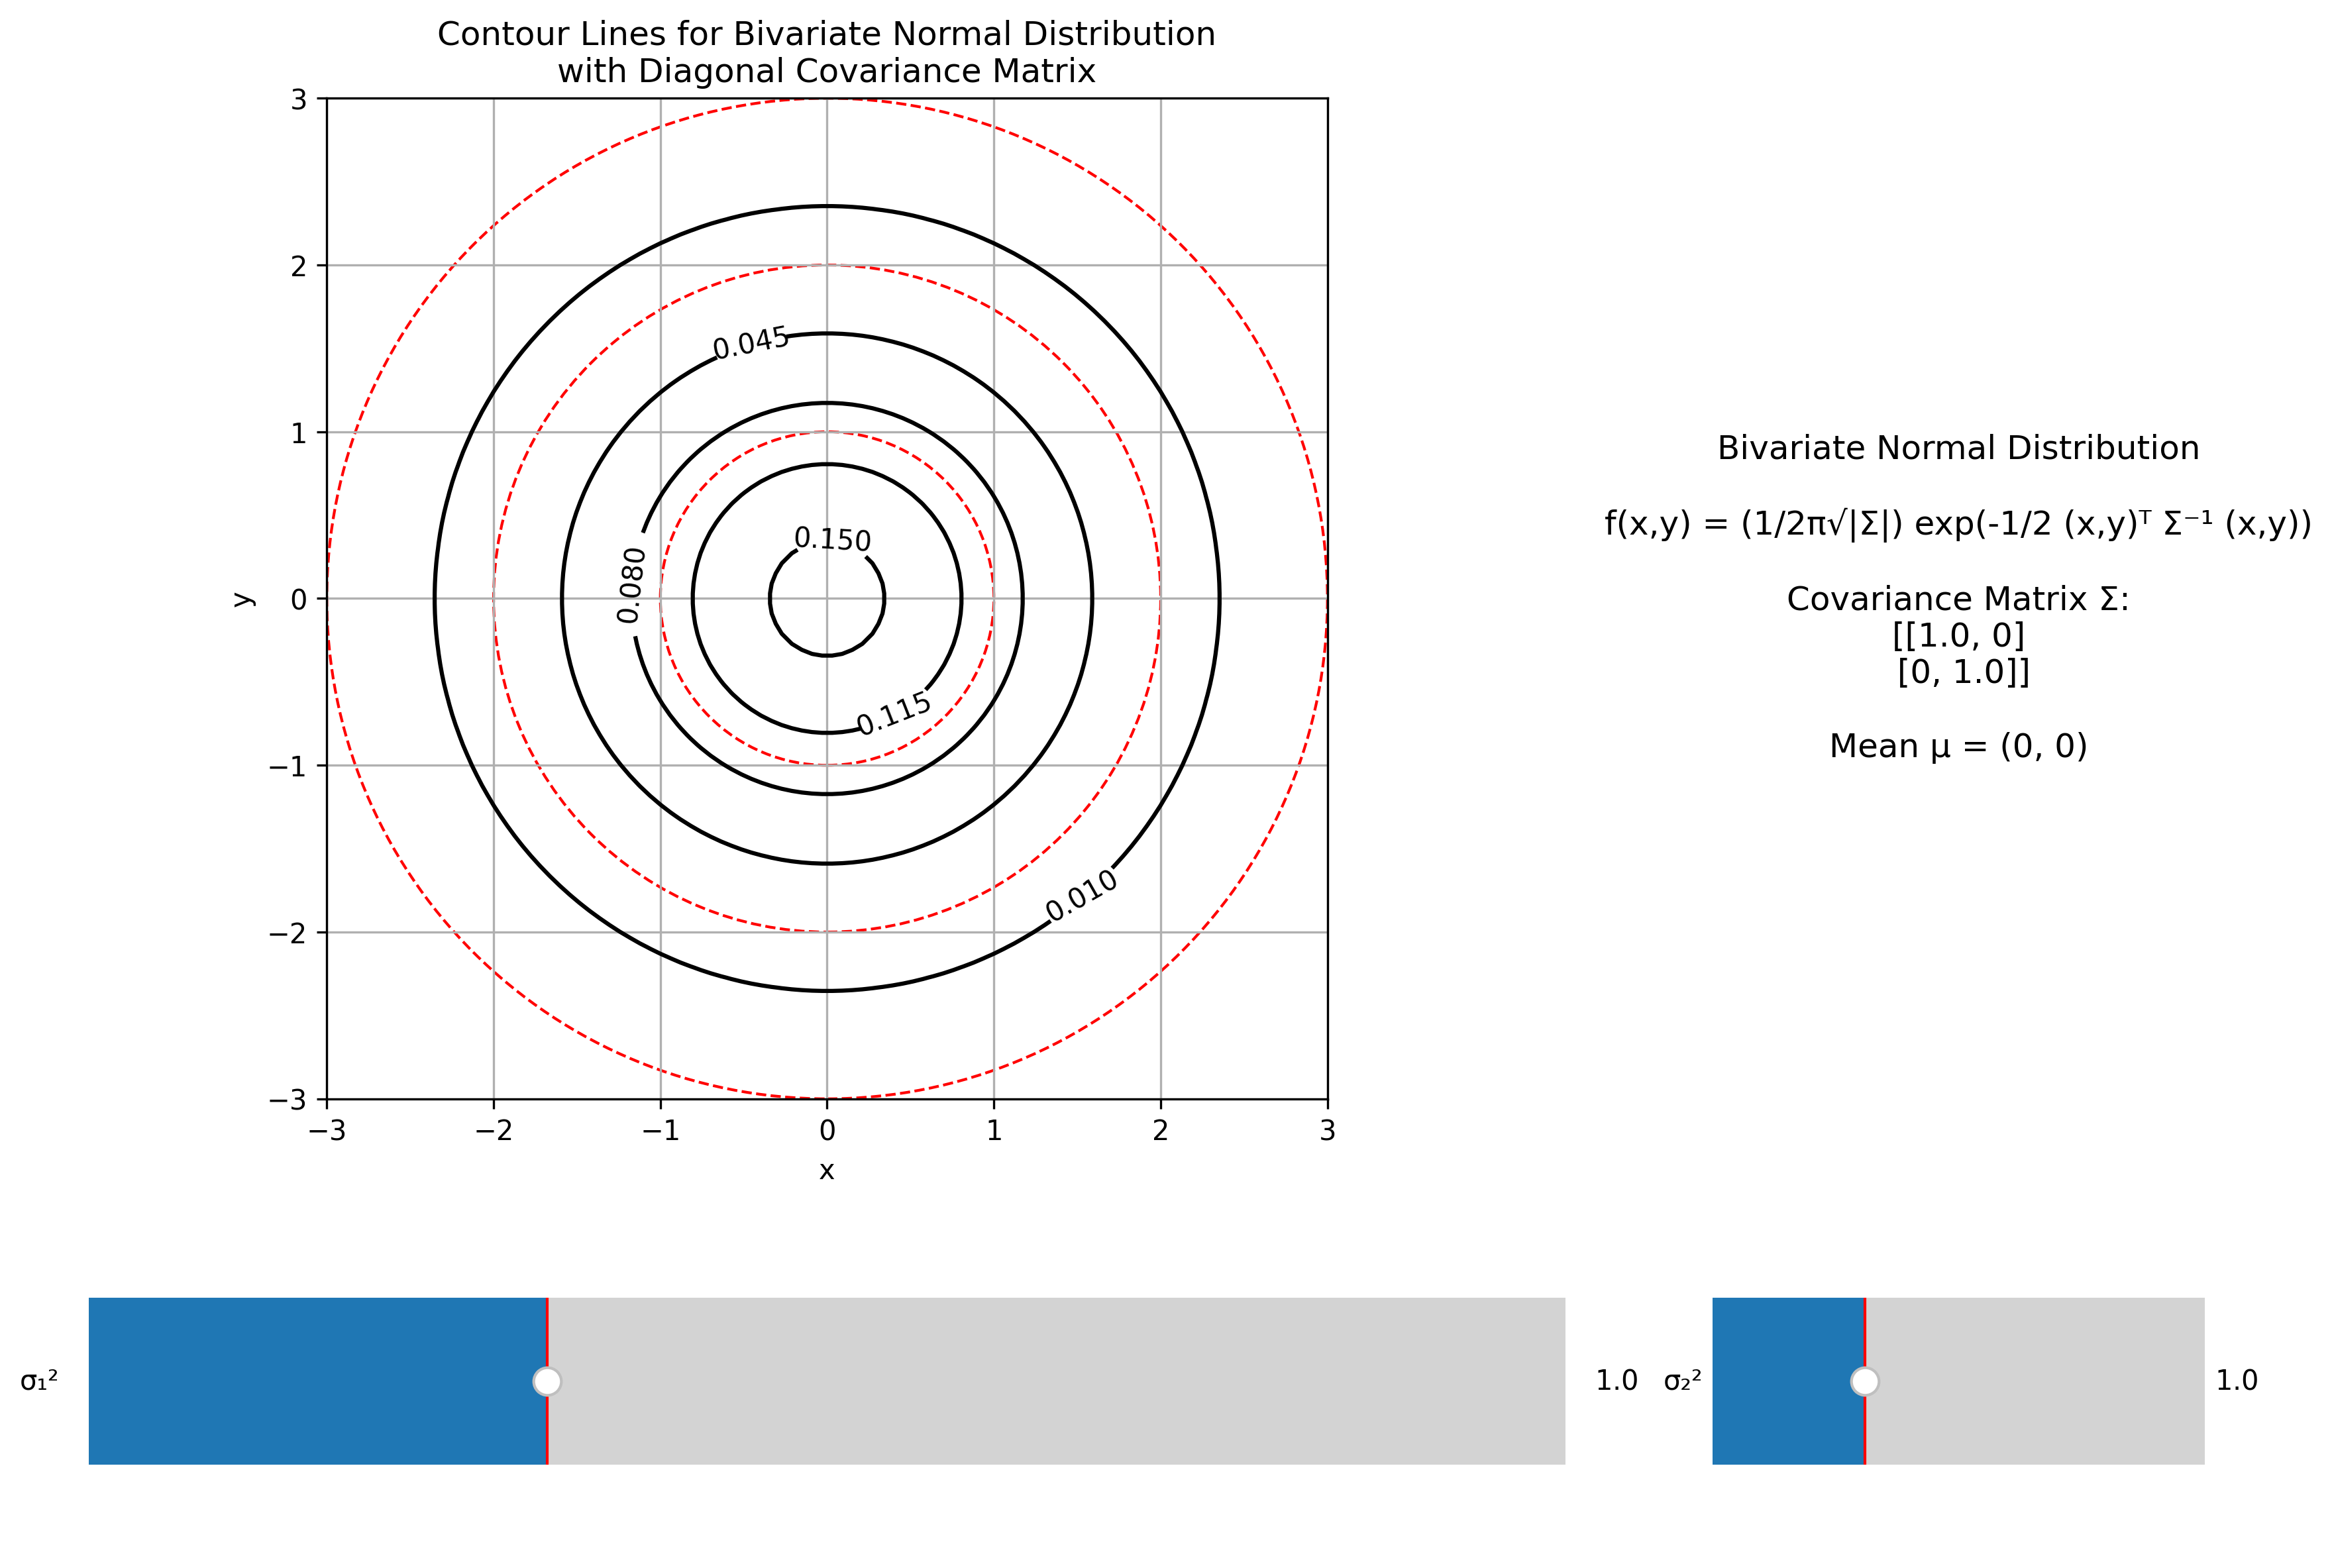 Contour Lines for Bivariate Normal Distribution
with Diagonal Covariance Matrix
3
2
1
0
−1
−2
−3
y
−3
−2
−1
0
1
2
3
x
0.045
0.150
0.080
0.115
0.010
Bivariate Normal Distribution
f(x,y) = (1/2π√|Σ|) exp(-1/2 (x,y)ᵀ Σ⁻¹ (x,y))
Covariance Matrix Σ:
[[1.0, 0]
[0, 1.0]]
Mean μ = (0, 0)
σ₁²
1.0
σ₂²
1.0